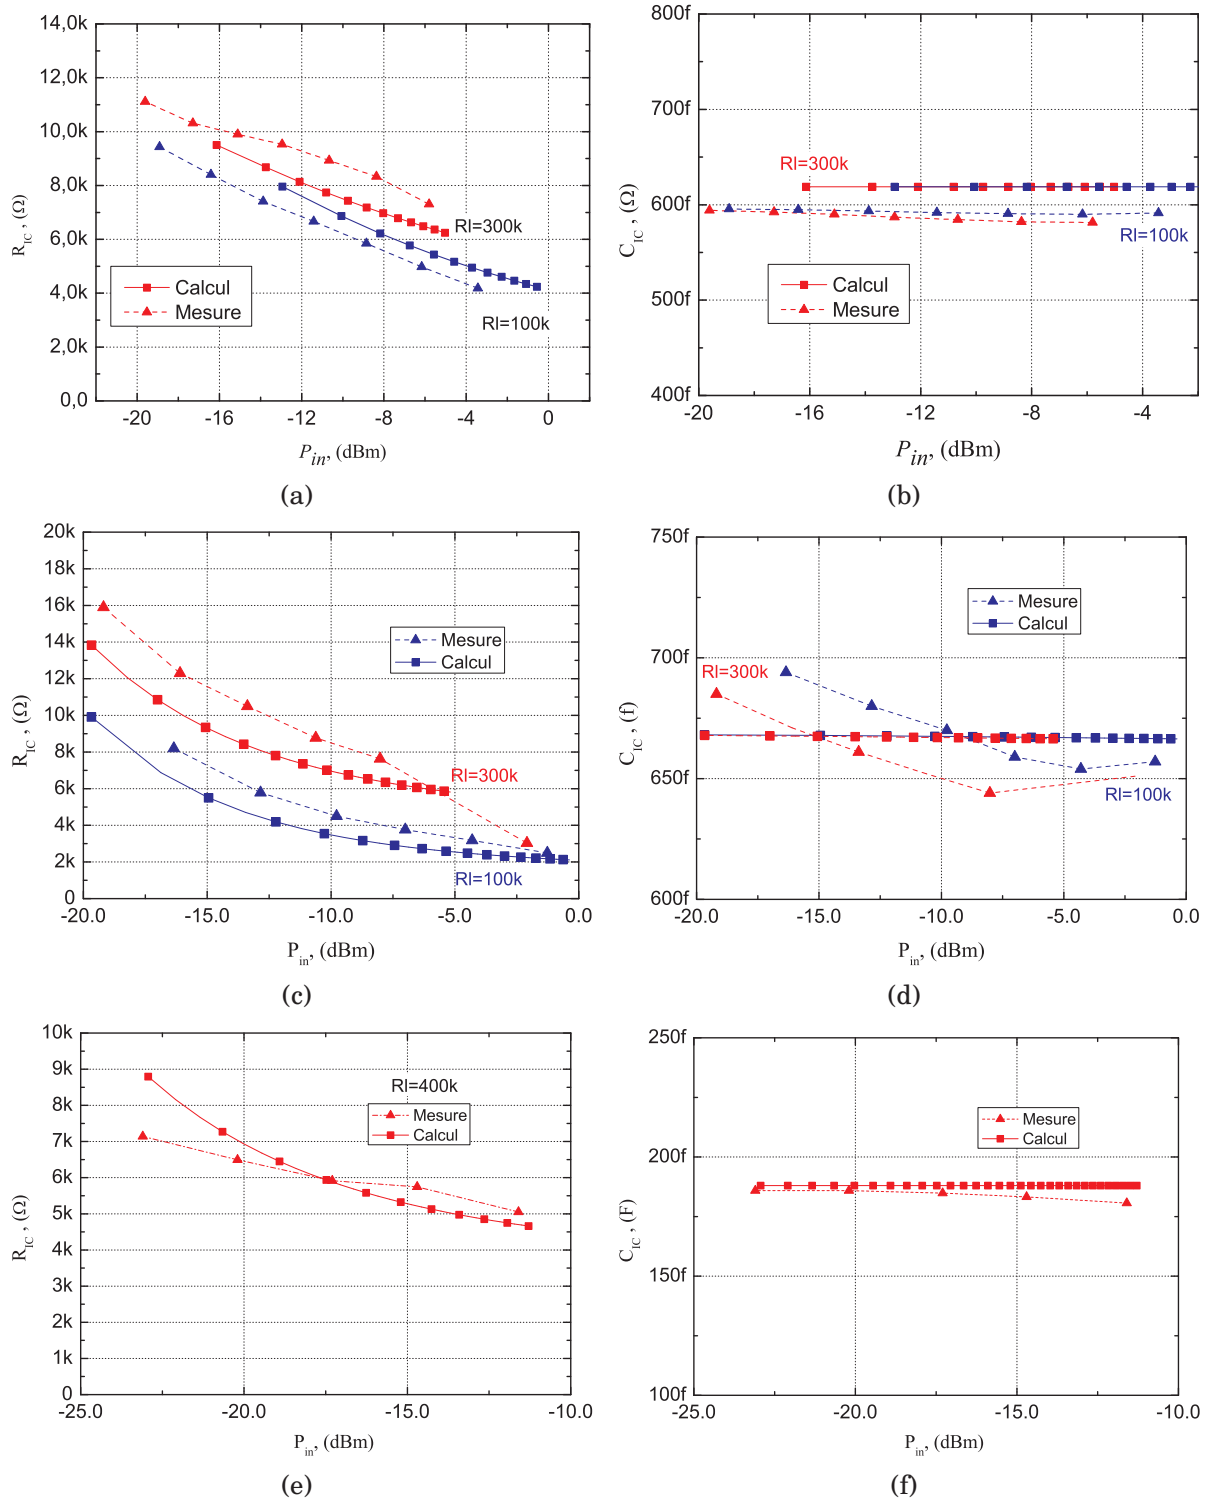 14,0k
12,0k
10,0k
8,0k
6,0k
4,0k
2,0k
0,0
R_IC , (Ω)
Rl=300k
Rl=100k
Calcul
Mesure
-20 -16 -12 -8 -4 0
P_in, (dBm)
(a)
800f
700f
600f
500f
400f
C_IC , (Ω)
Rl=300k
Rl=100k
Calcul
Mesure
-20 -16 -12 -8 -4
P_in, (dBm)
(b)
20k
18k
16k
14k
12k
10k
8k
6k
4k
2k
0
R_IC , (Ω)
Mesure
Calcul
Rl=300k
Rl=100k
-20.0 -15.0 -10.0 -5.0 0.0
P_in, (dBm)
(c)
750f
700f
650f
600f
C_IC , (f)
Mesure
Calcul
Rl=300k
Rl=100k
-20.0 -15.0 -10.0 -5.0 0.0
P_in, (dBm)
(d)
10k
9k
8k
7k
6k
5k
4k
3k
2k
1k
0
R_IC , (Ω)
Rl=400k
Mesure
Calcul
-25.0 -20.0 -15.0 -10.0
P_in, (dBm)
(e)
250f
200f
150f
100f
C_IC , (F)
Mesure
Calcul
-25.0 -20.0 -15.0 -10.0
P_in, (dBm)
(f)